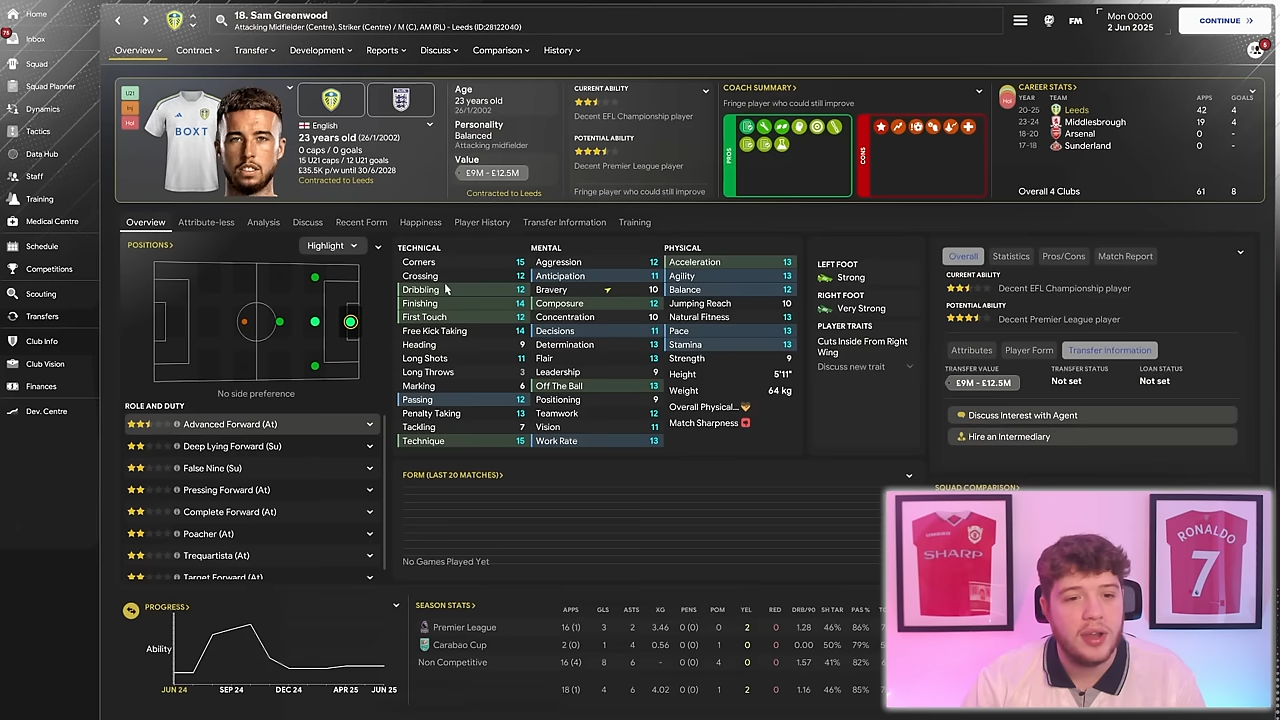 Home
18. Sam Greenwood
Attacking Midfielder (Centre) / M (C), AM (RL) / Leeds (U21/U23)
FM
Mon 00:00
2 Jun 2025
CONTINUE
75
Inbox
Squad
Squad Planner
Dynamics
Tactics
Data Hub
Staff
Training
Medical Centre
Schedule
Competitions
Scouting
Transfers
Club Info
Club Vision
Finances
Dev. Centre
Overview
Contract
Transfer
Development
Reports
Discuss
Comparison
History
U21
Inj
Hol
BOXT
English
23 years old (26/1/2002)
0 caps / 0 goals
15 U21 caps / 12 U21 goals
£35.5K p/w until 30/6/2028
Contracted to Leeds
Age
23 years old
26/1/2002
Personality
Balanced
Attacking midfielder
Value
£9M - £12.5M
Contracted to Leeds
CURRENT ABILITY
Decent EFL Championship player
POTENTIAL ABILITY
Decent Premier League player
Fringe player who could still improve
COACH SUMMARY
Fringe player who could still improve
PROS
CONS
Hol
CAREER STATS
YEAR TEAM APPS GOALS
20-25 Leeds 42 4
23-24 Middlesbrough 19 4
18-20 Arsenal 0 -
17-18 Sunderland 0 -
Overall 4 Clubs 61 8
Overview
Attribute-less
Analysis
Discuss
Recent Form
Happiness
Player History
Transfer Information
Training
POSITIONS
Highlight
No side preference
ROLE AND DUTY
Advanced Forward (At)
Deep Lying Forward (Su)
False Nine (Su)
Pressing Forward (At)
Complete Forward (At)
Poacher (At)
Trequartista (At)
Target Forward (At)
TECHNICAL
Corners 15
Crossing 12
Dribbling 12
Finishing 14
First Touch 12
Free Kick Taking 14
Heading 9
Long Shots 11
Long Throws 3
Marking 6
Passing 12
Penalty Taking 13
Tackling 7
Technique 15
MENTAL
Aggression 12
Anticipation 11
Bravery 10
Composure 12
Concentration 10
Decisions 11
Determination 13
Flair 13
Leadership 9
Off The Ball 13
Positioning 9
Teamwork 12
Vision 11
Work Rate 13
PHYSICAL
Acceleration 13
Agility 13
Balance 12
Jumping Reach 10
Natural Fitness 13
Pace 13
Stamina 13
Strength 9
Height 5'11"
Weight 64 kg
Overall Physical...
Match Sharpness
LEFT FOOT
Strong
RIGHT FOOT
Very Strong
PLAYER TRAITS
Cuts Inside From Right
Wing
Discuss new trait
Overall
Statistics
Pros/Cons
Match Report
CURRENT ABILITY
Decent EFL Championship player
POTENTIAL ABILITY
Decent Premier League player
Attributes
Player Form
Transfer Information
TRANSFER VALUE TRANSFER STATUS LOAN STATUS
£9M - £12.5M Not set Not set
Discuss Interest with Agent
Hire an Intermediary
FORM (LAST 20 MATCHES)
No Games Played Yet
SQUAD COMPARISON
PROGRESS
Ability
JUN 24 SEP 24 DEC 24 APR 25 JUN 25
SEASON STATS
APPS GLS ASTS XG PENS POM YEL RED DRB/90 SH TAR PAS %
Premier League 16 (1) 3 2 3.46 0 (0) 0 2 0 1.28 46% 86%
Carabao Cup 2 (0) 1 4 0.56 0 (0) 1 0 0 0.00 50% 79%
Non Competitive 16 (4) 8 6 - 0 (0) 4 0 0 1.57 41% 82%
18 (1) 4 6 4.02 0 (0) 1 2 0 1.16 46% 85%
SHARP
RONALDO
7